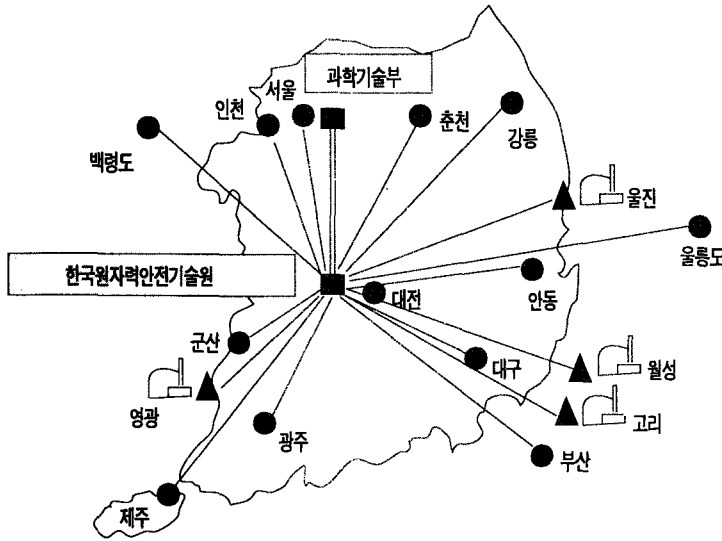 과학기술부
서울
인천
춘천
강릉
백령도
울진
울릉도
한국원자력안전기술원
대전
안동
군산
대구
월성
영광
고리
광주
부산
제주